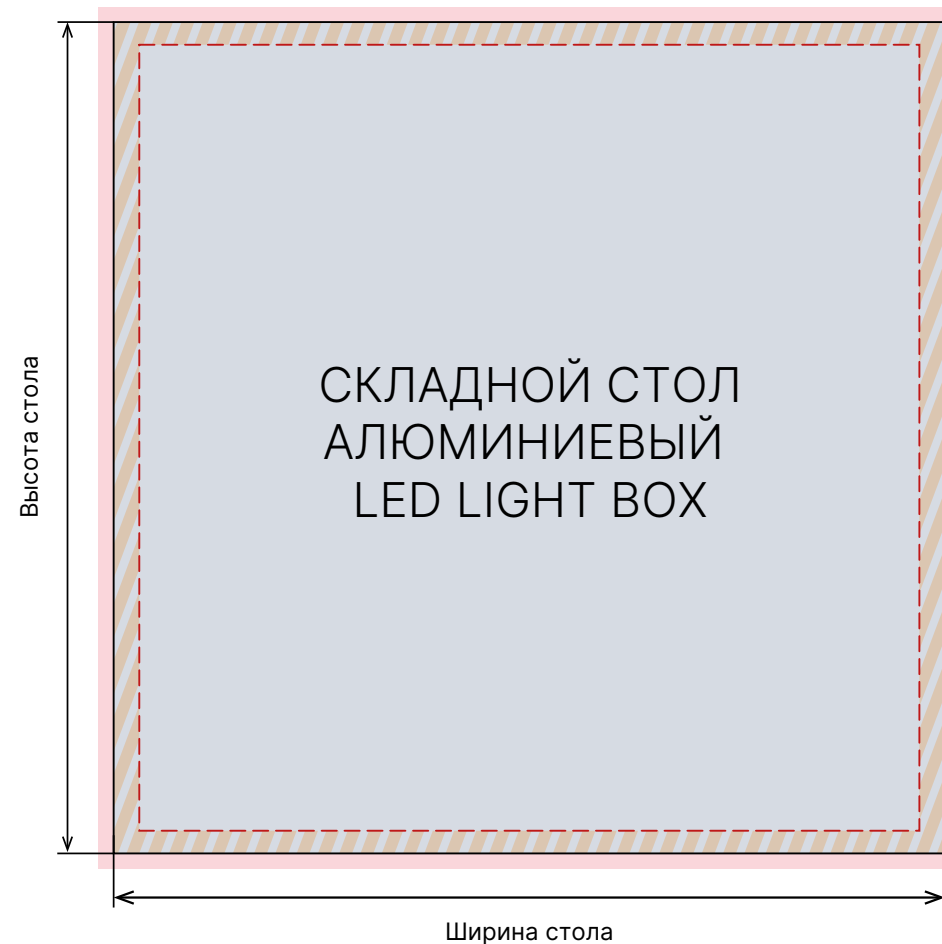 Высота стола
СКЛАДНОЙ СТОЛ
АЛЮМИНИЕВЫЙ
LED LIGHT BOX
Ширина стола